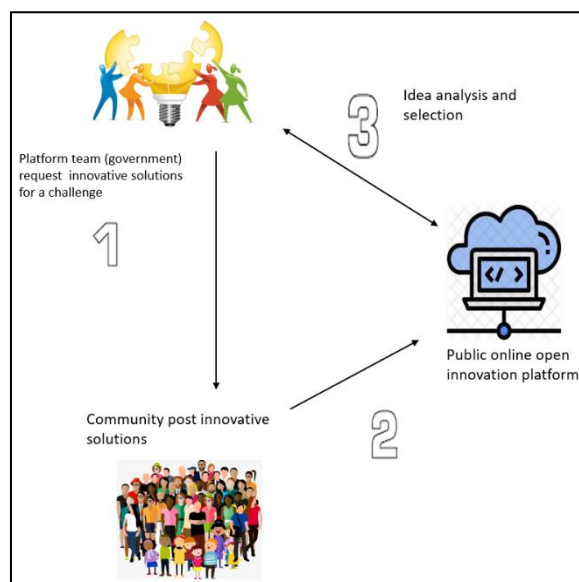 Platform team (government)
request innovative solutions
for a challenge
1
3
Idea analysis and
selection
</>
Public online open
innovation platform
Community post innovative
solutions
2